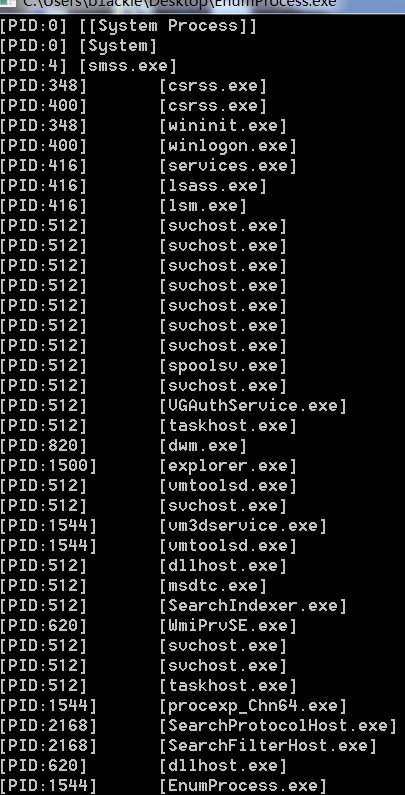 C:\Users\b1ackie\Desktop\EnumProcess.exe
[PID:0] [[System Process]]
[PID:0] [System]
[PID:4] [smss.exe]
[PID:348] [csrss.exe]
[PID:400] [csrss.exe]
[PID:348] [wininit.exe]
[PID:400] [winlogon.exe]
[PID:416] [services.exe]
[PID:416] [lsass.exe]
[PID:416] [lsm.exe]
[PID:512] [svchost.exe]
[PID:512] [svchost.exe]
[PID:512] [svchost.exe]
[PID:512] [svchost.exe]
[PID:512] [svchost.exe]
[PID:512] [svchost.exe]
[PID:512] [svchost.exe]
[PID:512] [spoolsv.exe]
[PID:512] [svchost.exe]
[PID:512] [VGAuthService.exe]
[PID:512] [taskhost.exe]
[PID:820] [dwm.exe]
[PID:1500] [explorer.exe]
[PID:512] [vmtoolsd.exe]
[PID:512] [svchost.exe]
[PID:1544] [vm3dservice.exe]
[PID:1544] [vmtoolsd.exe]
[PID:512] [dllhost.exe]
[PID:512] [msdtc.exe]
[PID:512] [SearchIndexer.exe]
[PID:620] [WmiPrvSE.exe]
[PID:512] [svchost.exe]
[PID:512] [svchost.exe]
[PID:512] [taskhost.exe]
[PID:1544] [procexp_Chn64.exe]
[PID:2168] [SearchProtocolHost.exe]
[PID:2168] [SearchFilterHost.exe]
[PID:620] [dllhost.exe]
[PID:1544] [EnumProcess.exe]